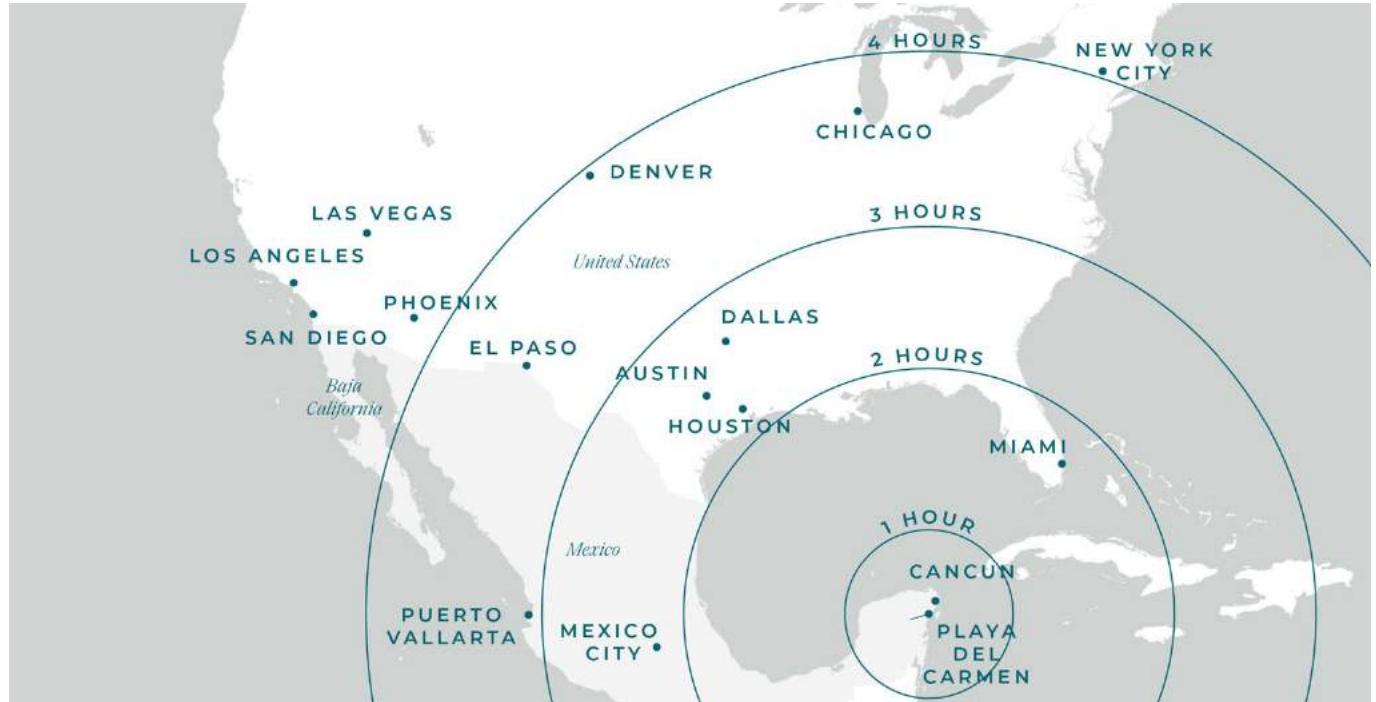 4 HOURS
NEW YORK
CITY
CHICAGO
DENVER
LAS VEGAS
3 HOURS
LOS ANGELES
United States
PHOENIX
DALLAS
SAN DIEGO
EL PASO
2 HOURS
AUSTIN
Baja
California
HOUSTON
MIAMI
1 HOUR
Mexico
CANCUN
PUERTO
VALLARTA
MEXICO
CITY
PLAYA
DEL
CARMEN